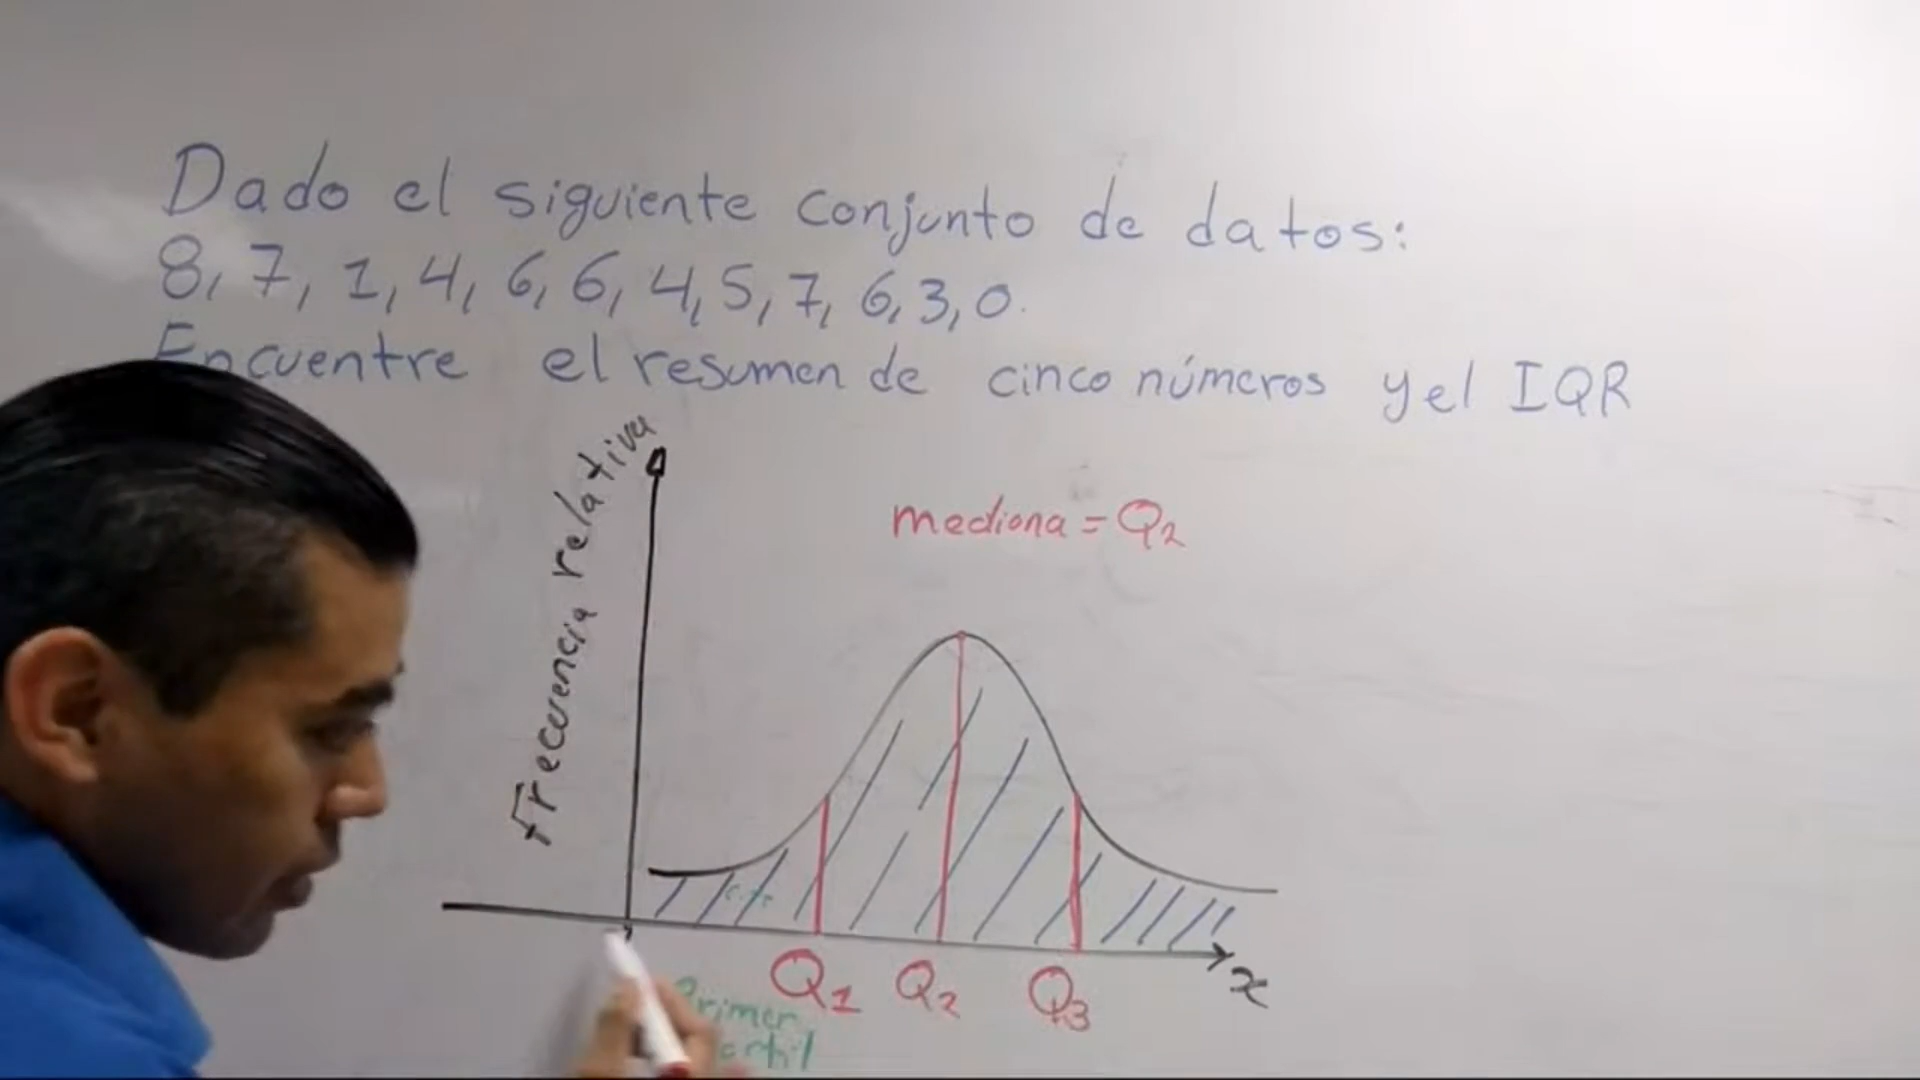 Dado el siguiente conjunto de datos:
8, 7, 1, 4, 6, 6, 4, 5, 7, 6, 3, 0.
Encuentre el resumen de cinco números y el IQR
Frecuencia relativa
mediana = Q2
Q1 Q2 Q3
x
Primer